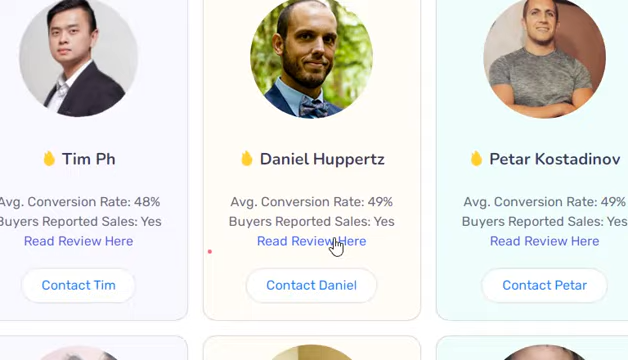 Tim Ph
Avg. Conversion Rate: 48%
Buyers Reported Sales: Yes
Read Review Here
Contact Tim
Daniel Huppertz
Avg. Conversion Rate: 49%
Buyers Reported Sales: Yes
Read Review Here
Contact Daniel
Petar Kostadinov
Avg. Conversion Rate: 49%
Buyers Reported Sales: Yes
Read Review Here
Contact Petar